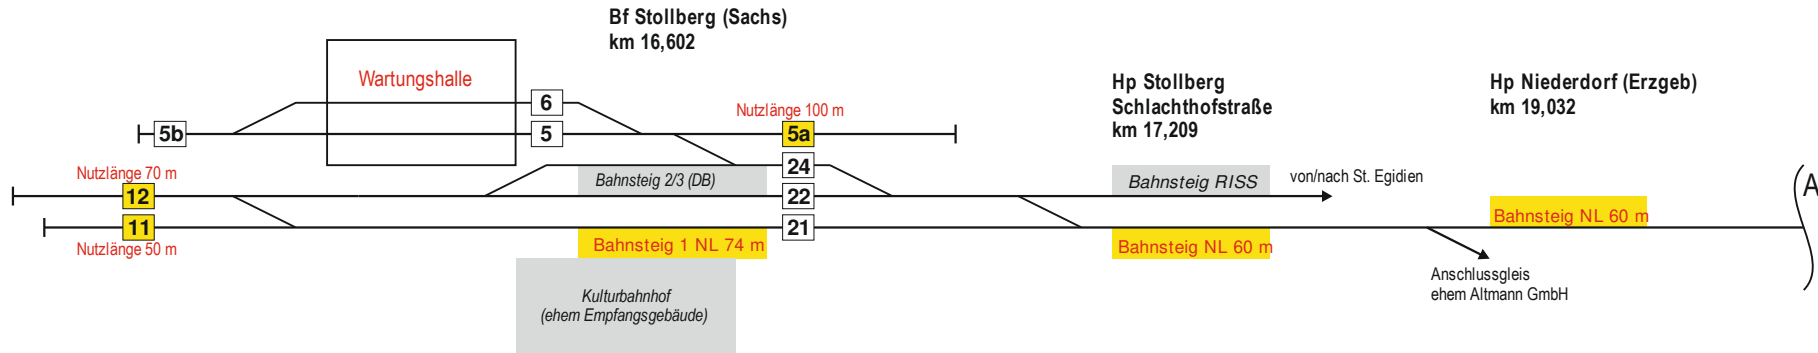 Bf Stollberg (Sachs)
km 16,602
Wartungshalle
Hp Stollberg
Schlachthofstraße
km 17,209
Hp Niederdorf (Erzgeb)
km 19,032
6
Nutzlänge 100 m
5b
5
5a
24
Nutzlänge 70 m
Bahnsteig 2/3 (DB)
Bahnsteig RISS
von/nach St. Egidien
A
12
22
11
21
Bahnsteig NL 60 m
Nutzlänge 50 m
Bahnsteig 1 NL 74 m
Bahnsteig NL 60 m
Anschlussgleis
ehem Altmann GmbH
Kulturbahnhof
(ehem Empfangsgebäude)